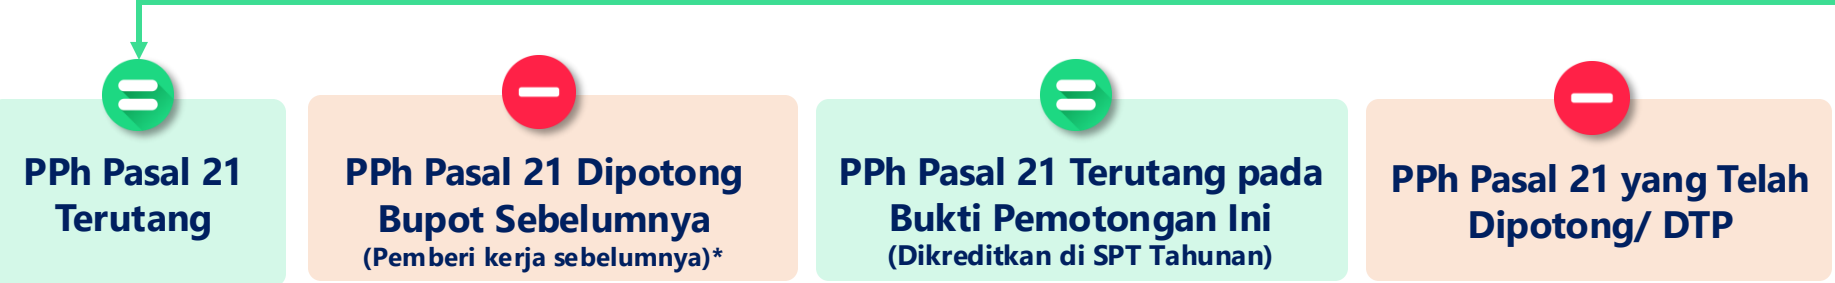 PPh Pasal 21
Terutang
PPh Pasal 21 Dipotong
Bupot Sebelumnya
(Pemberi kerja sebelumnya)*
PPh Pasal 21 Terutang pada
Bukti Pemotongan Ini
(Dikreditkan di SPT Tahunan)
PPh Pasal 21 yang Telah
Dipotong/ DTP